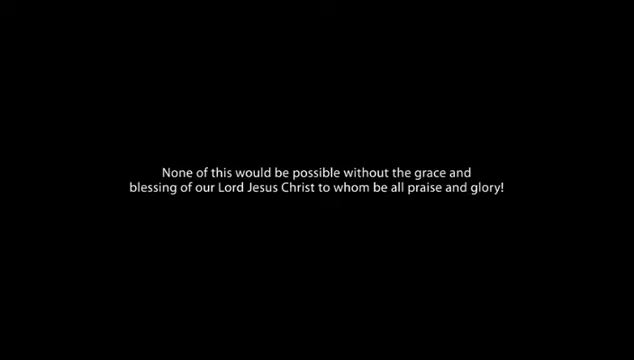 None of this would be possible without the grace and
blessing of our Lord Jesus Christ to whom be all praise and glory!